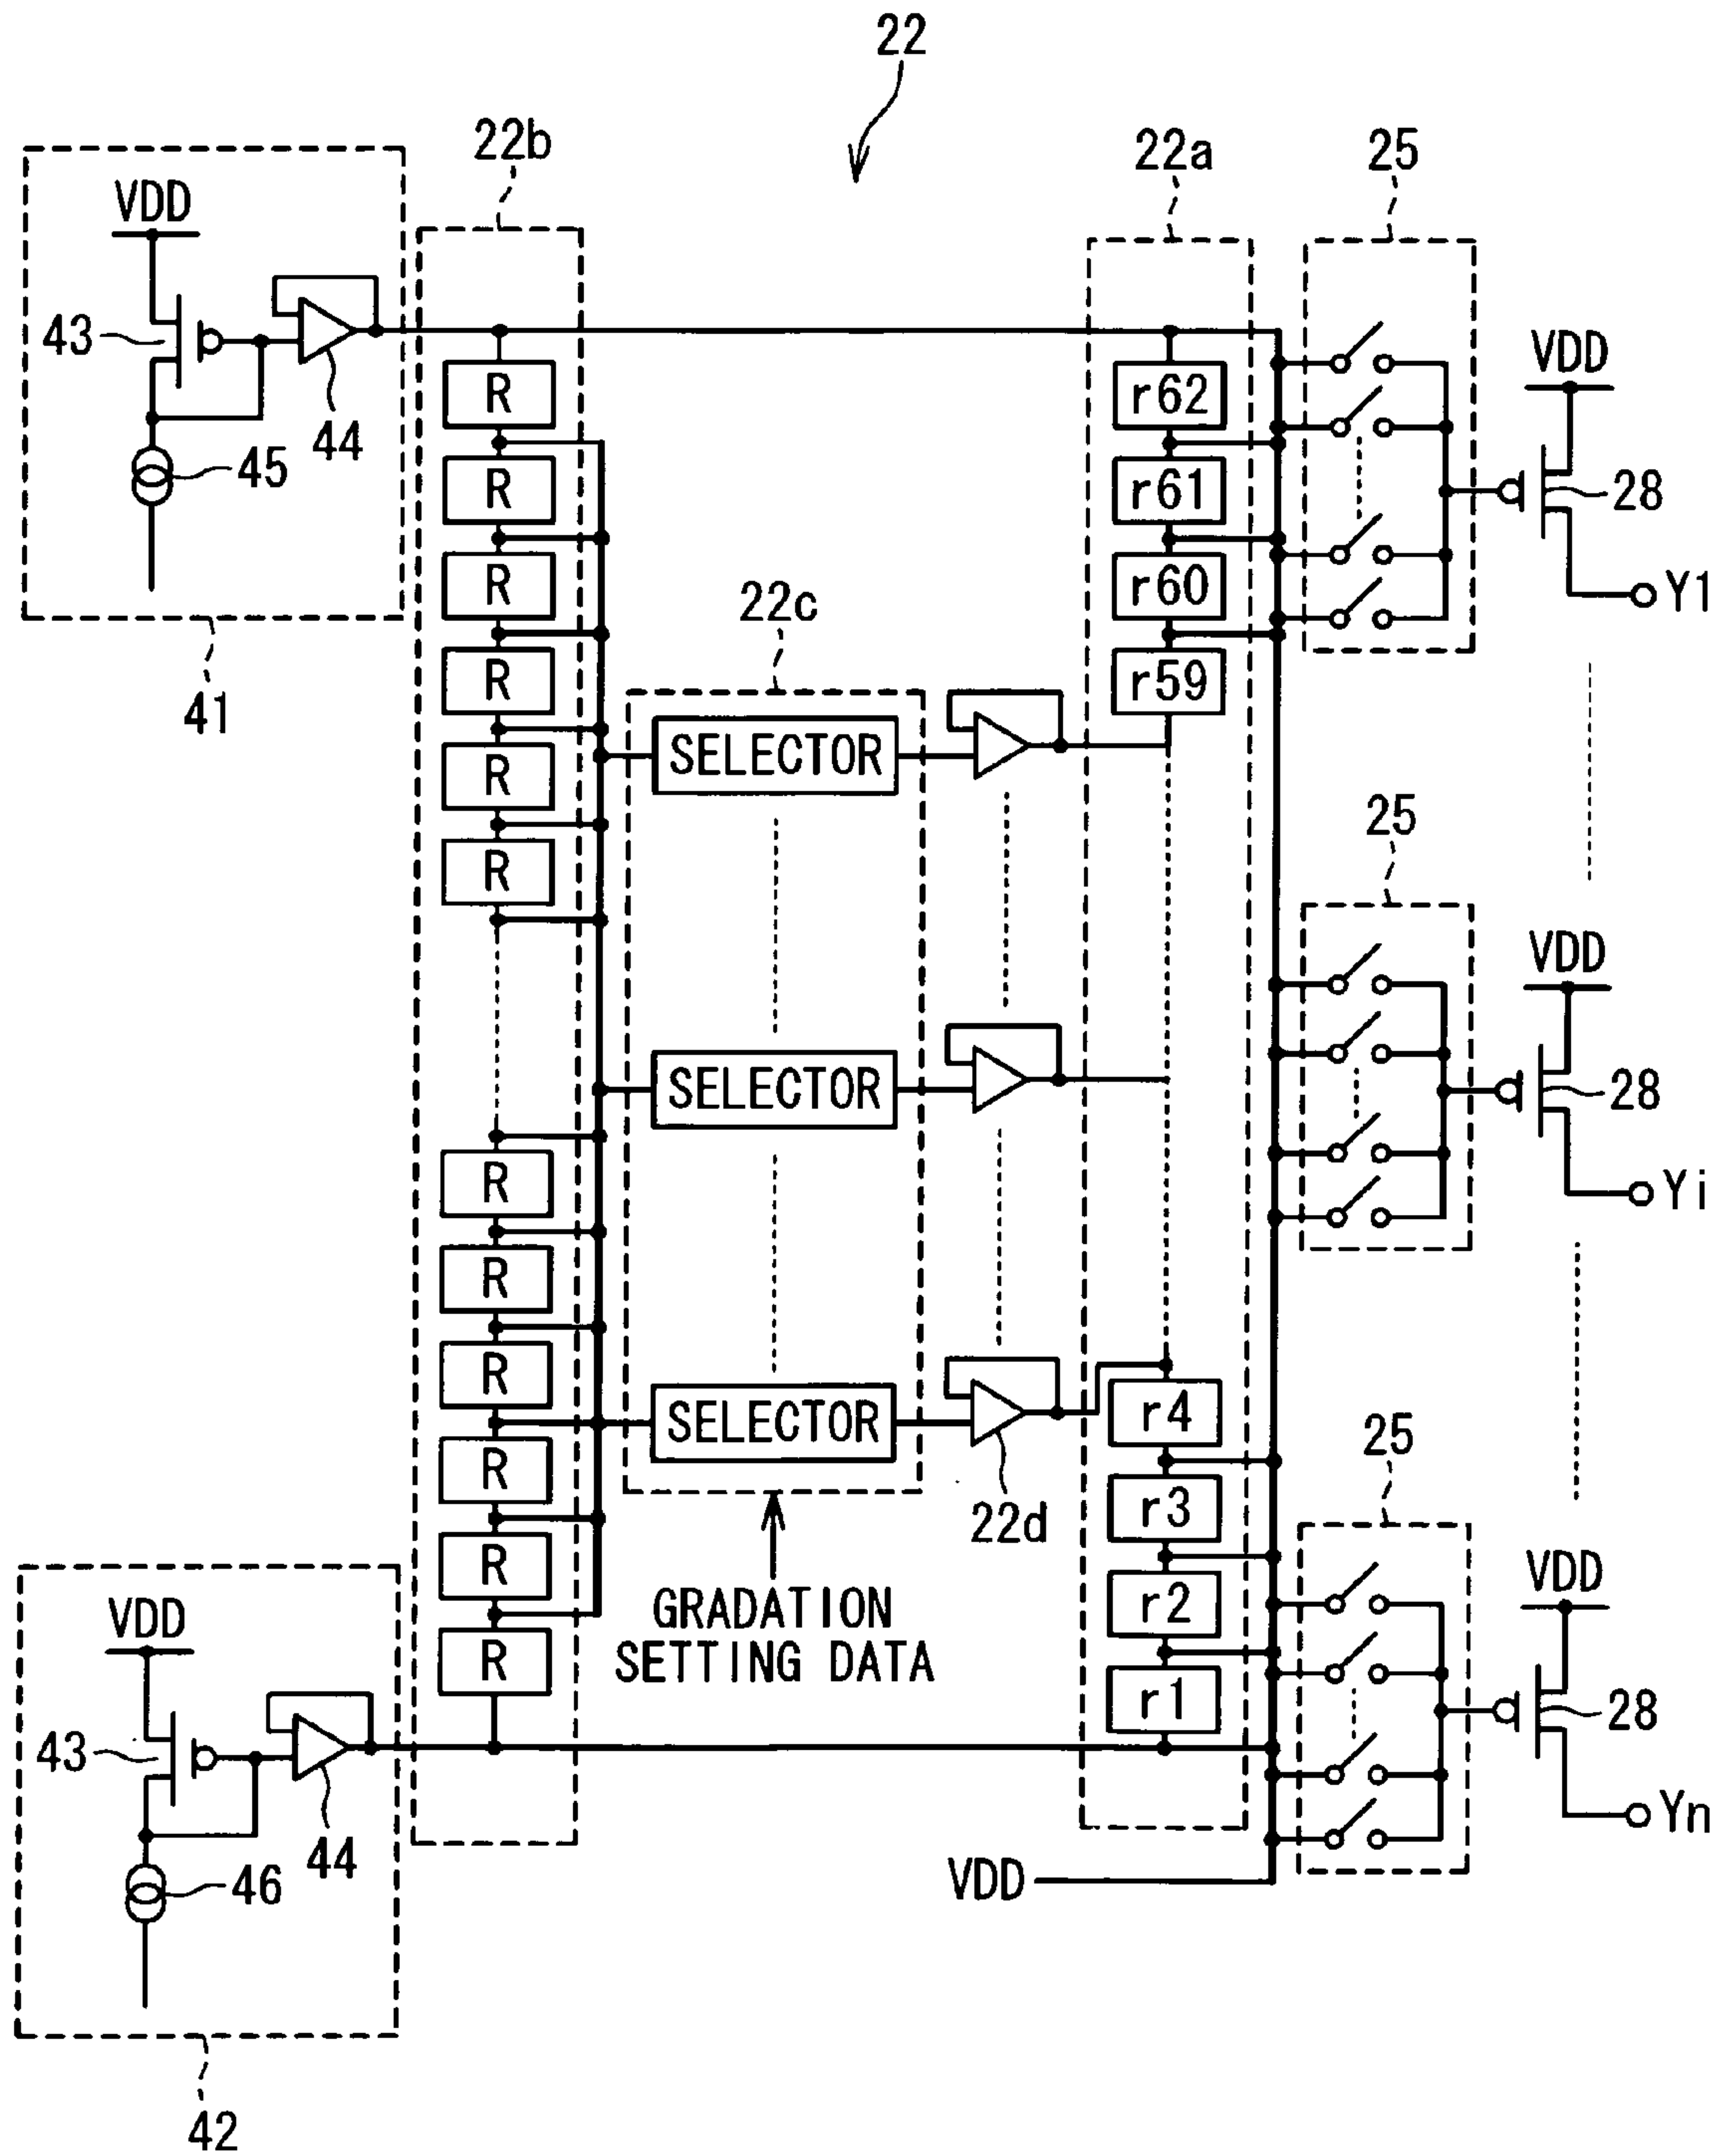 22
22b
22a
25
VDD
43
44
45
41
R
R
R
R
R
R
R
R
R
R
R
R
22c
SELECTOR
SELECTOR
SELECTOR
22d
GRADATION
SETTING DATA
r62
r61
r60
r59
r4
r3
r2
r1
VDD
28
Y1
25
VDD
28
Yi
25
VDD
28
Yn
VDD
VDD
43
44
46
42